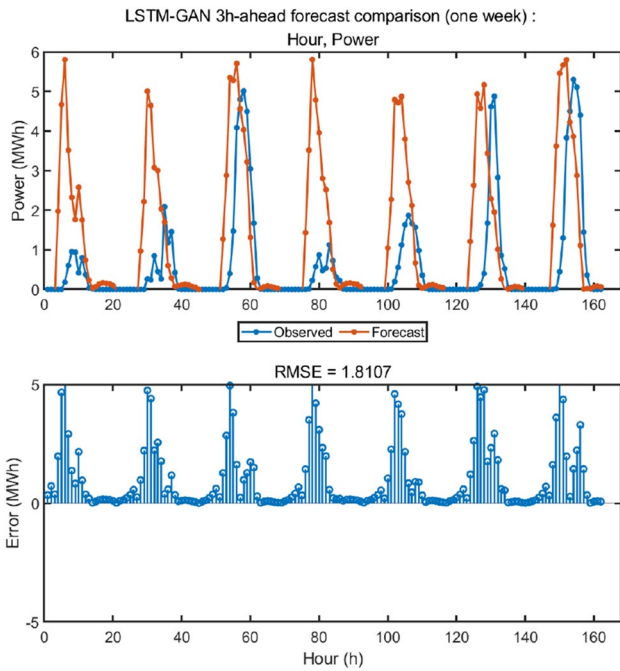 LSTM-GAN 3h-ahead forecast comparison (one week) :
Hour, Power
Power (MWh)
6
5
4
3
2
1
0
0 20 40 60 80 100 120 140 160
Observed Forecast
RMSE = 1.8107
Error (MWh)
5
0
-5
0 20 40 60 80 100 120 140 160
Hour (h)